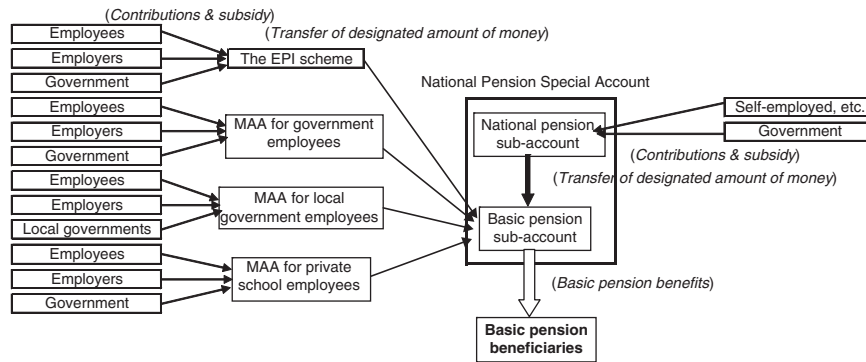 (Contributions & subsidy)
Employees
(Transfer of designated amount of money)
Employers
The EPI scheme
Government
National Pension Special Account
Employees
Employers
MAA for government
employees
Government
National pension
sub-account
Self-employed, etc.
Government
(Contributions & subsidy)
(Transfer of designated amount of money)
Employees
Employers
MAA for local
government employees
Local governments
Basic pension
sub-account
Employees
Employers
MAA for private
school employees
Government
(Basic pension benefits)
Basic pension
beneficiaries